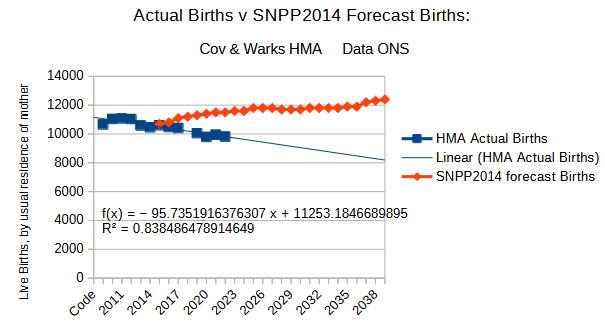 Actual Births v SNPP2014 Forecast Births:
Cov & Warks HMA Data ONS
Live Births, by usual residence of mother
14000
12000
10000
8000
6000
4000
2000
0
f(x) = − 95.7351916376307 x + 11253.1846689895
R² = 0.838486478914649
Code 2011 2014 2017 2020 2023 2026 2029 2032 2035 2038
HMA Actual Births
Linear (HMA Actual Births)
SNPP2014 forecast Births